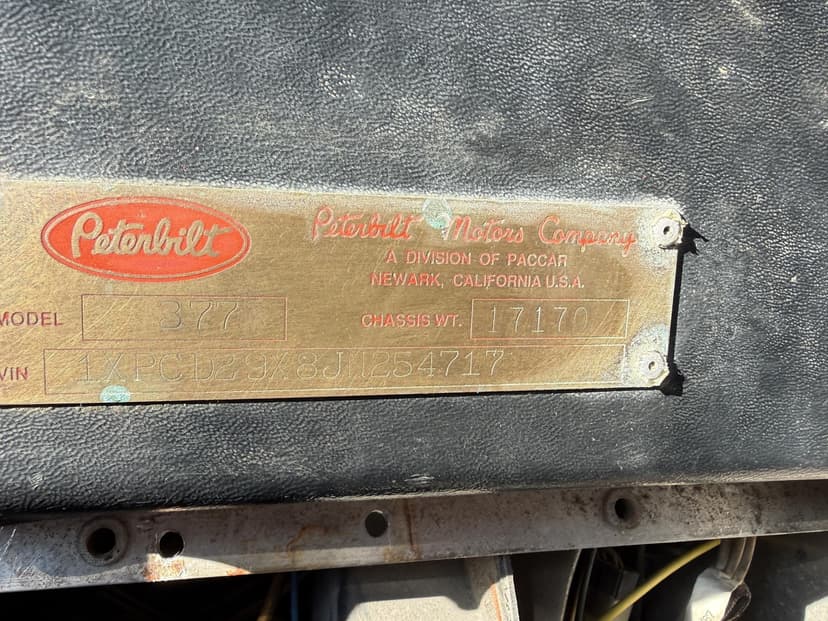 Peterbilt
Peterbilt Motors Company
A DIVISION OF PACCAR
NEWARK, CALIFORNIA U.S.A.
MODEL 377 CHASSIS WT. 17170
VIN 1XPCD29X8JN254717